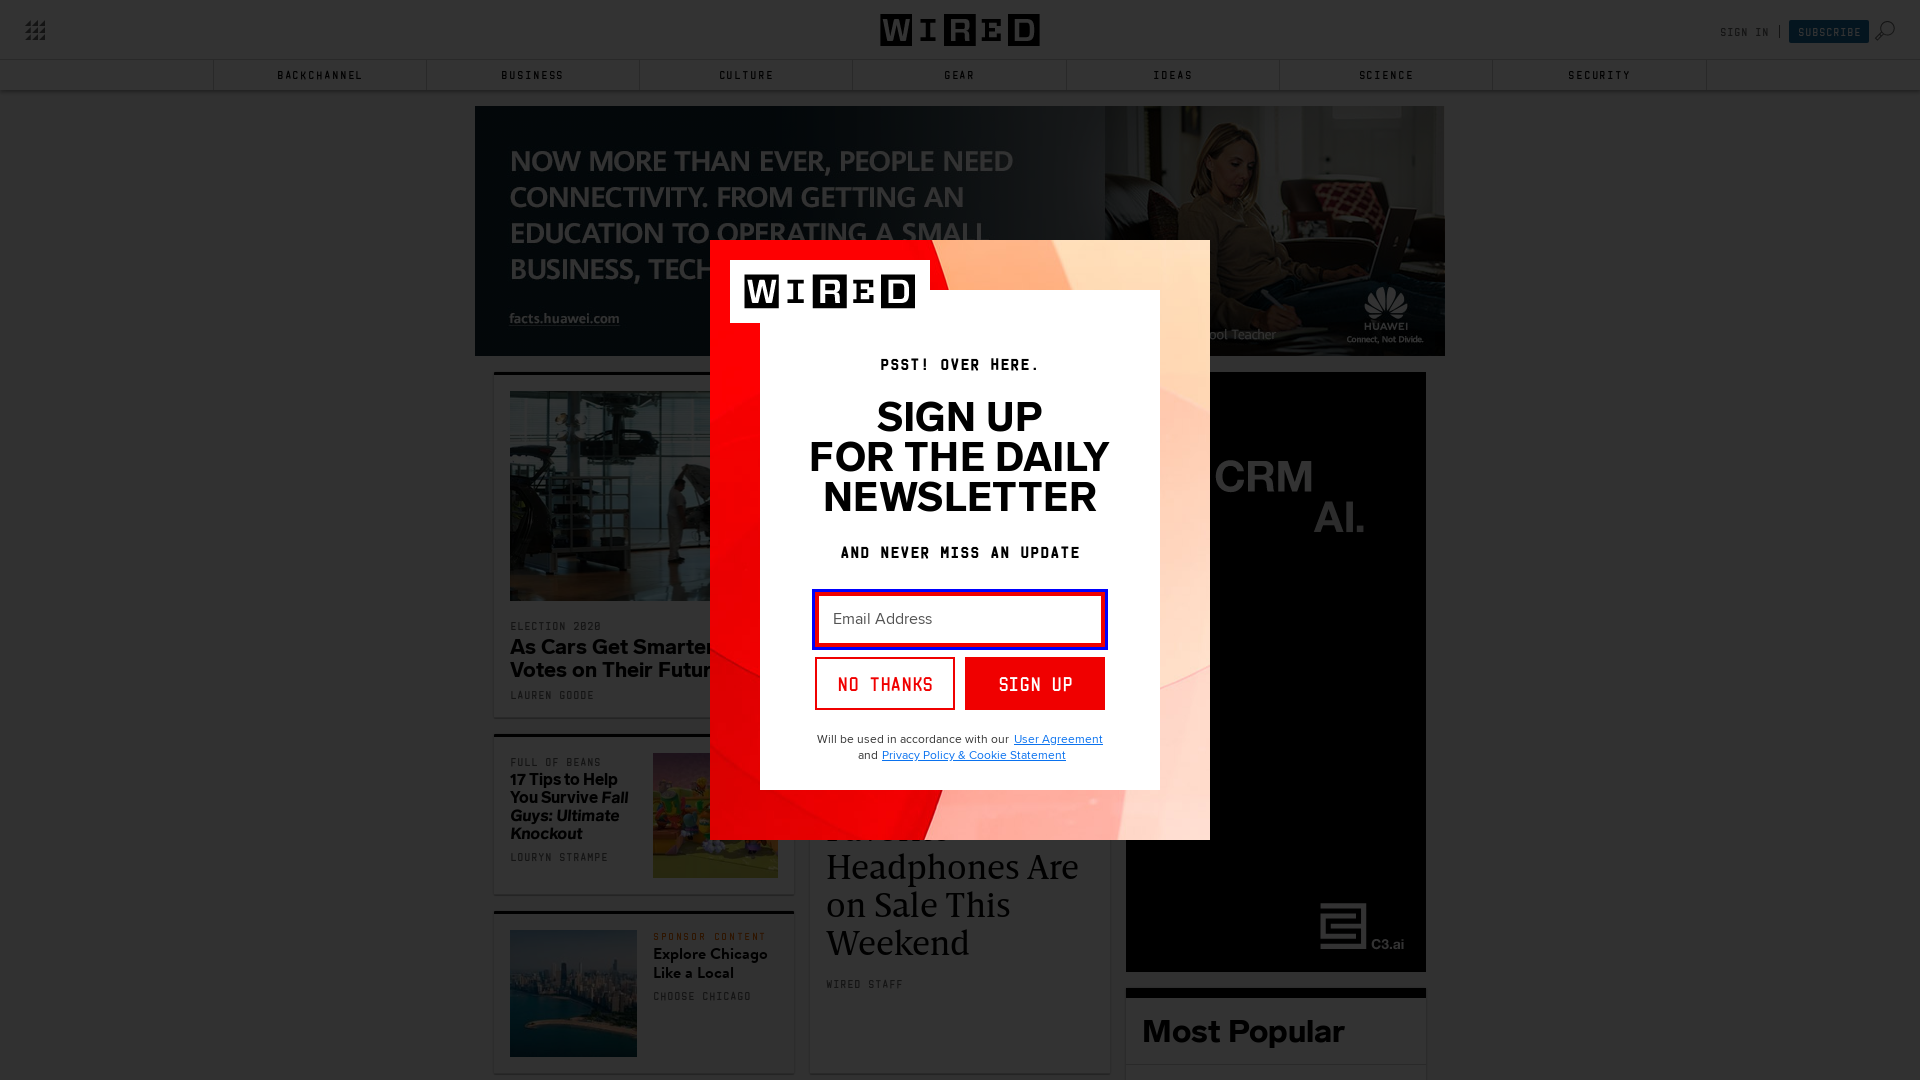 WIRED
SIGN IN
SUBSCRIBE
BACKCHANNEL
BUSINESS
CULTURE
GEAR
IDEAS
SCIENCE
SECURITY
NOW MORE THAN EVER, PEOPLE NEED
CONNECTIVITY. FROM GETTING AN
EDUCATION TO OPERATING A SMALL
BUSINESS, TECH
facts.huawei.com
ool Teacher
HUAWEI
Connect, Not Divide.
WIRED
PSST! OVER HERE.
SIGN UP
FOR THE DAILY
NEWSLETTER
AND NEVER MISS AN UPDATE
Email Address
NO THANKS
SIGN UP
Will be used in accordance with our User Agreement
and Privacy Policy & Cookie Statement
ELECTION 2020
As Cars Get Smarter
Votes on Their Futur
LAUREN GOODE
FULL OF BEANS
17 Tips to Help
You Survive Fall
Guys: Ultimate
Knockout
LOURYN STRAMPE
SPONSOR CONTENT
Explore Chicago
Like a Local
CHOOSE CHICAGO
Headphones Are
on Sale This
Weekend
WIRED STAFF
CRM
AI.
C3.ai
Most Popular